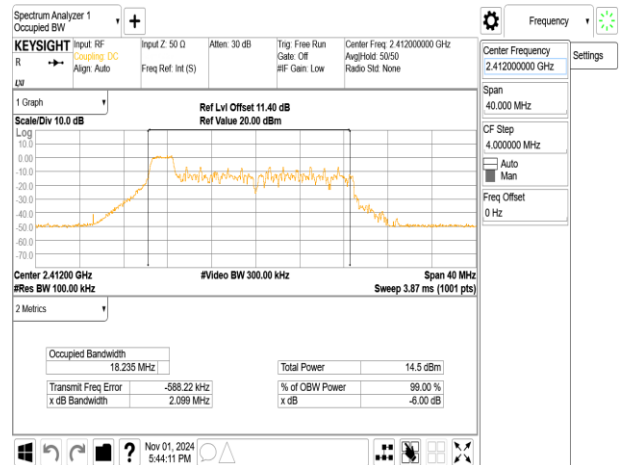 Spectrum Analyzer 1
Occupied BW
+
Frequency
KEYSIGHT
Input: RF
Input Z: 50 Ω
Atten: 30 dB
Trig: Free Run
Center Freq: 2.412000000 GHz
R
Coupling: DC
Gate: Off
Avg|Hold: 50/50
Align: Auto
Freq Ref: Int (S)
#IF Gain: Low
Radio Std: None
LXI
Center Frequency
2.412000000 GHz
Settings
Span
40.000 MHz
CF Step
4.000000 MHz
Auto
Man
Freq Offset
0 Hz
1 Graph
Ref Lvl Offset 11.40 dB
Scale/Div 10.0 dB
Ref Value 20.00 dBm
Log
10.0
0.00
-10.0
-20.0
-30.0
-40.0
-50.0
-60.0
-70.0
Center 2.41200 GHz
#Video BW 300.00 kHz
Span 40 MHz
#Res BW 100.00 kHz
Sweep 3.87 ms (1001 pts)
2 Metrics
Occupied Bandwidth
18.235 MHz
Total Power
14.5 dBm
Transmit Freq Error
-588.22 kHz
% of OBW Power
99.00 %
x dB Bandwidth
2.099 MHz
x dB
-6.00 dB
?
Nov 01, 2024
5:44:11 PM